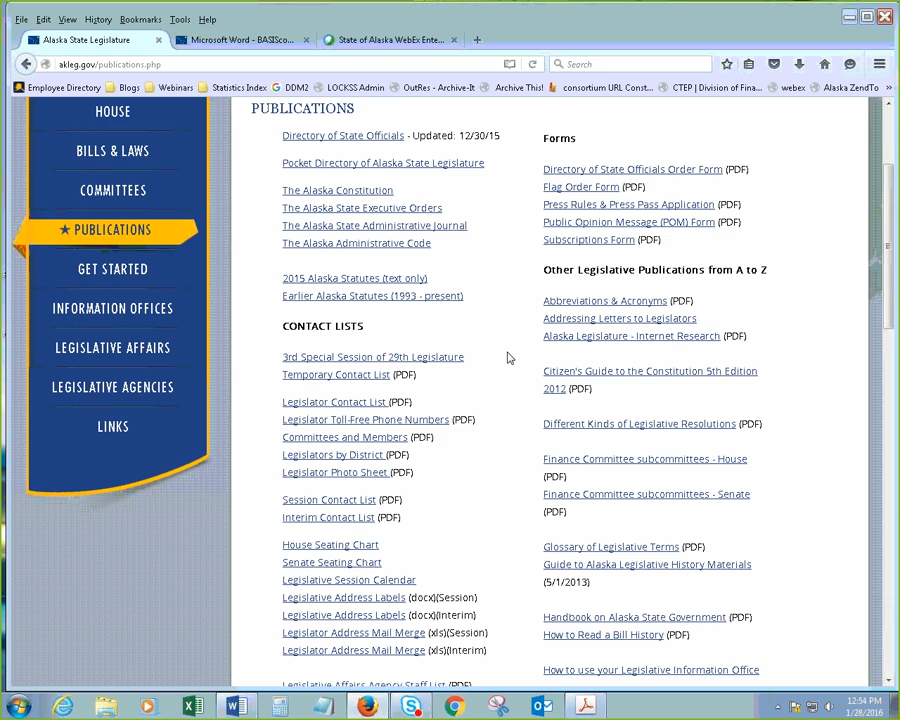 File Edit View History Bookmarks Tools Help
Alaska State Legislature × Microsoft Word - BASISco... × State of Alaska WebEx Ente... × +
akleg.gov/publications.php Search
Employee Directory Blogs Webinars Statistics Index DDM2 LOCKSS Admin OutRes - Archive-It Archive This! consortium URL Const... CTEP | Division of Fina... webex Alaska ZendTo »
HOUSE
BILLS & LAWS
COMMITTEES
★ PUBLICATIONS
GET STARTED
INFORMATION OFFICES
LEGISLATIVE AFFAIRS
LEGISLATIVE AGENCIES
LINKS
PUBLICATIONS
Directory of State Officials - Updated: 12/30/15
Pocket Directory of Alaska State Legislature
The Alaska Constitution
The Alaska State Executive Orders
The Alaska State Administrative Journal
The Alaska Administrative Code
2015 Alaska Statutes (text only)
Earlier Alaska Statutes (1993 - present)
CONTACT LISTS
3rd Special Session of 29th Legislature
Temporary Contact List (PDF)
Legislator Contact List (PDF)
Legislator Toll-Free Phone Numbers (PDF)
Committees and Members (PDF)
Legislators by District (PDF)
Legislator Photo Sheet (PDF)
Session Contact List (PDF)
Interim Contact List (PDF)
House Seating Chart
Senate Seating Chart
Legislative Session Calendar
Legislative Address Labels (docx)(Session)
Legislative Address Labels (docx)(Interim)
Legislator Address Mail Merge (xls)(Session)
Legislator Address Mail Merge (xls)(Interim)
Legislative Affairs Agency Staff List (PDF)
Forms
Directory of State Officials Order Form (PDF)
Flag Order Form (PDF)
Press Rules & Press Pass Application (PDF)
Public Opinion Message (POM) Form (PDF)
Subscriptions Form (PDF)
Other Legislative Publications from A to Z
Abbreviations & Acronyms (PDF)
Addressing Letters to Legislators
Alaska Legislature - Internet Research (PDF)
Citizen's Guide to the Constitution 5th Edition
2012 (PDF)
Different Kinds of Legislative Resolutions (PDF)
Finance Committee subcommittees - House
(PDF)
Finance Committee subcommittees - Senate
(PDF)
Glossary of Legislative Terms (PDF)
Guide to Alaska Legislative History Materials
(5/1/2013)
Handbook on Alaska State Government (PDF)
How to Read a Bill History (PDF)
How to use your Legislative Information Office
12:54 PM
1/28/2016